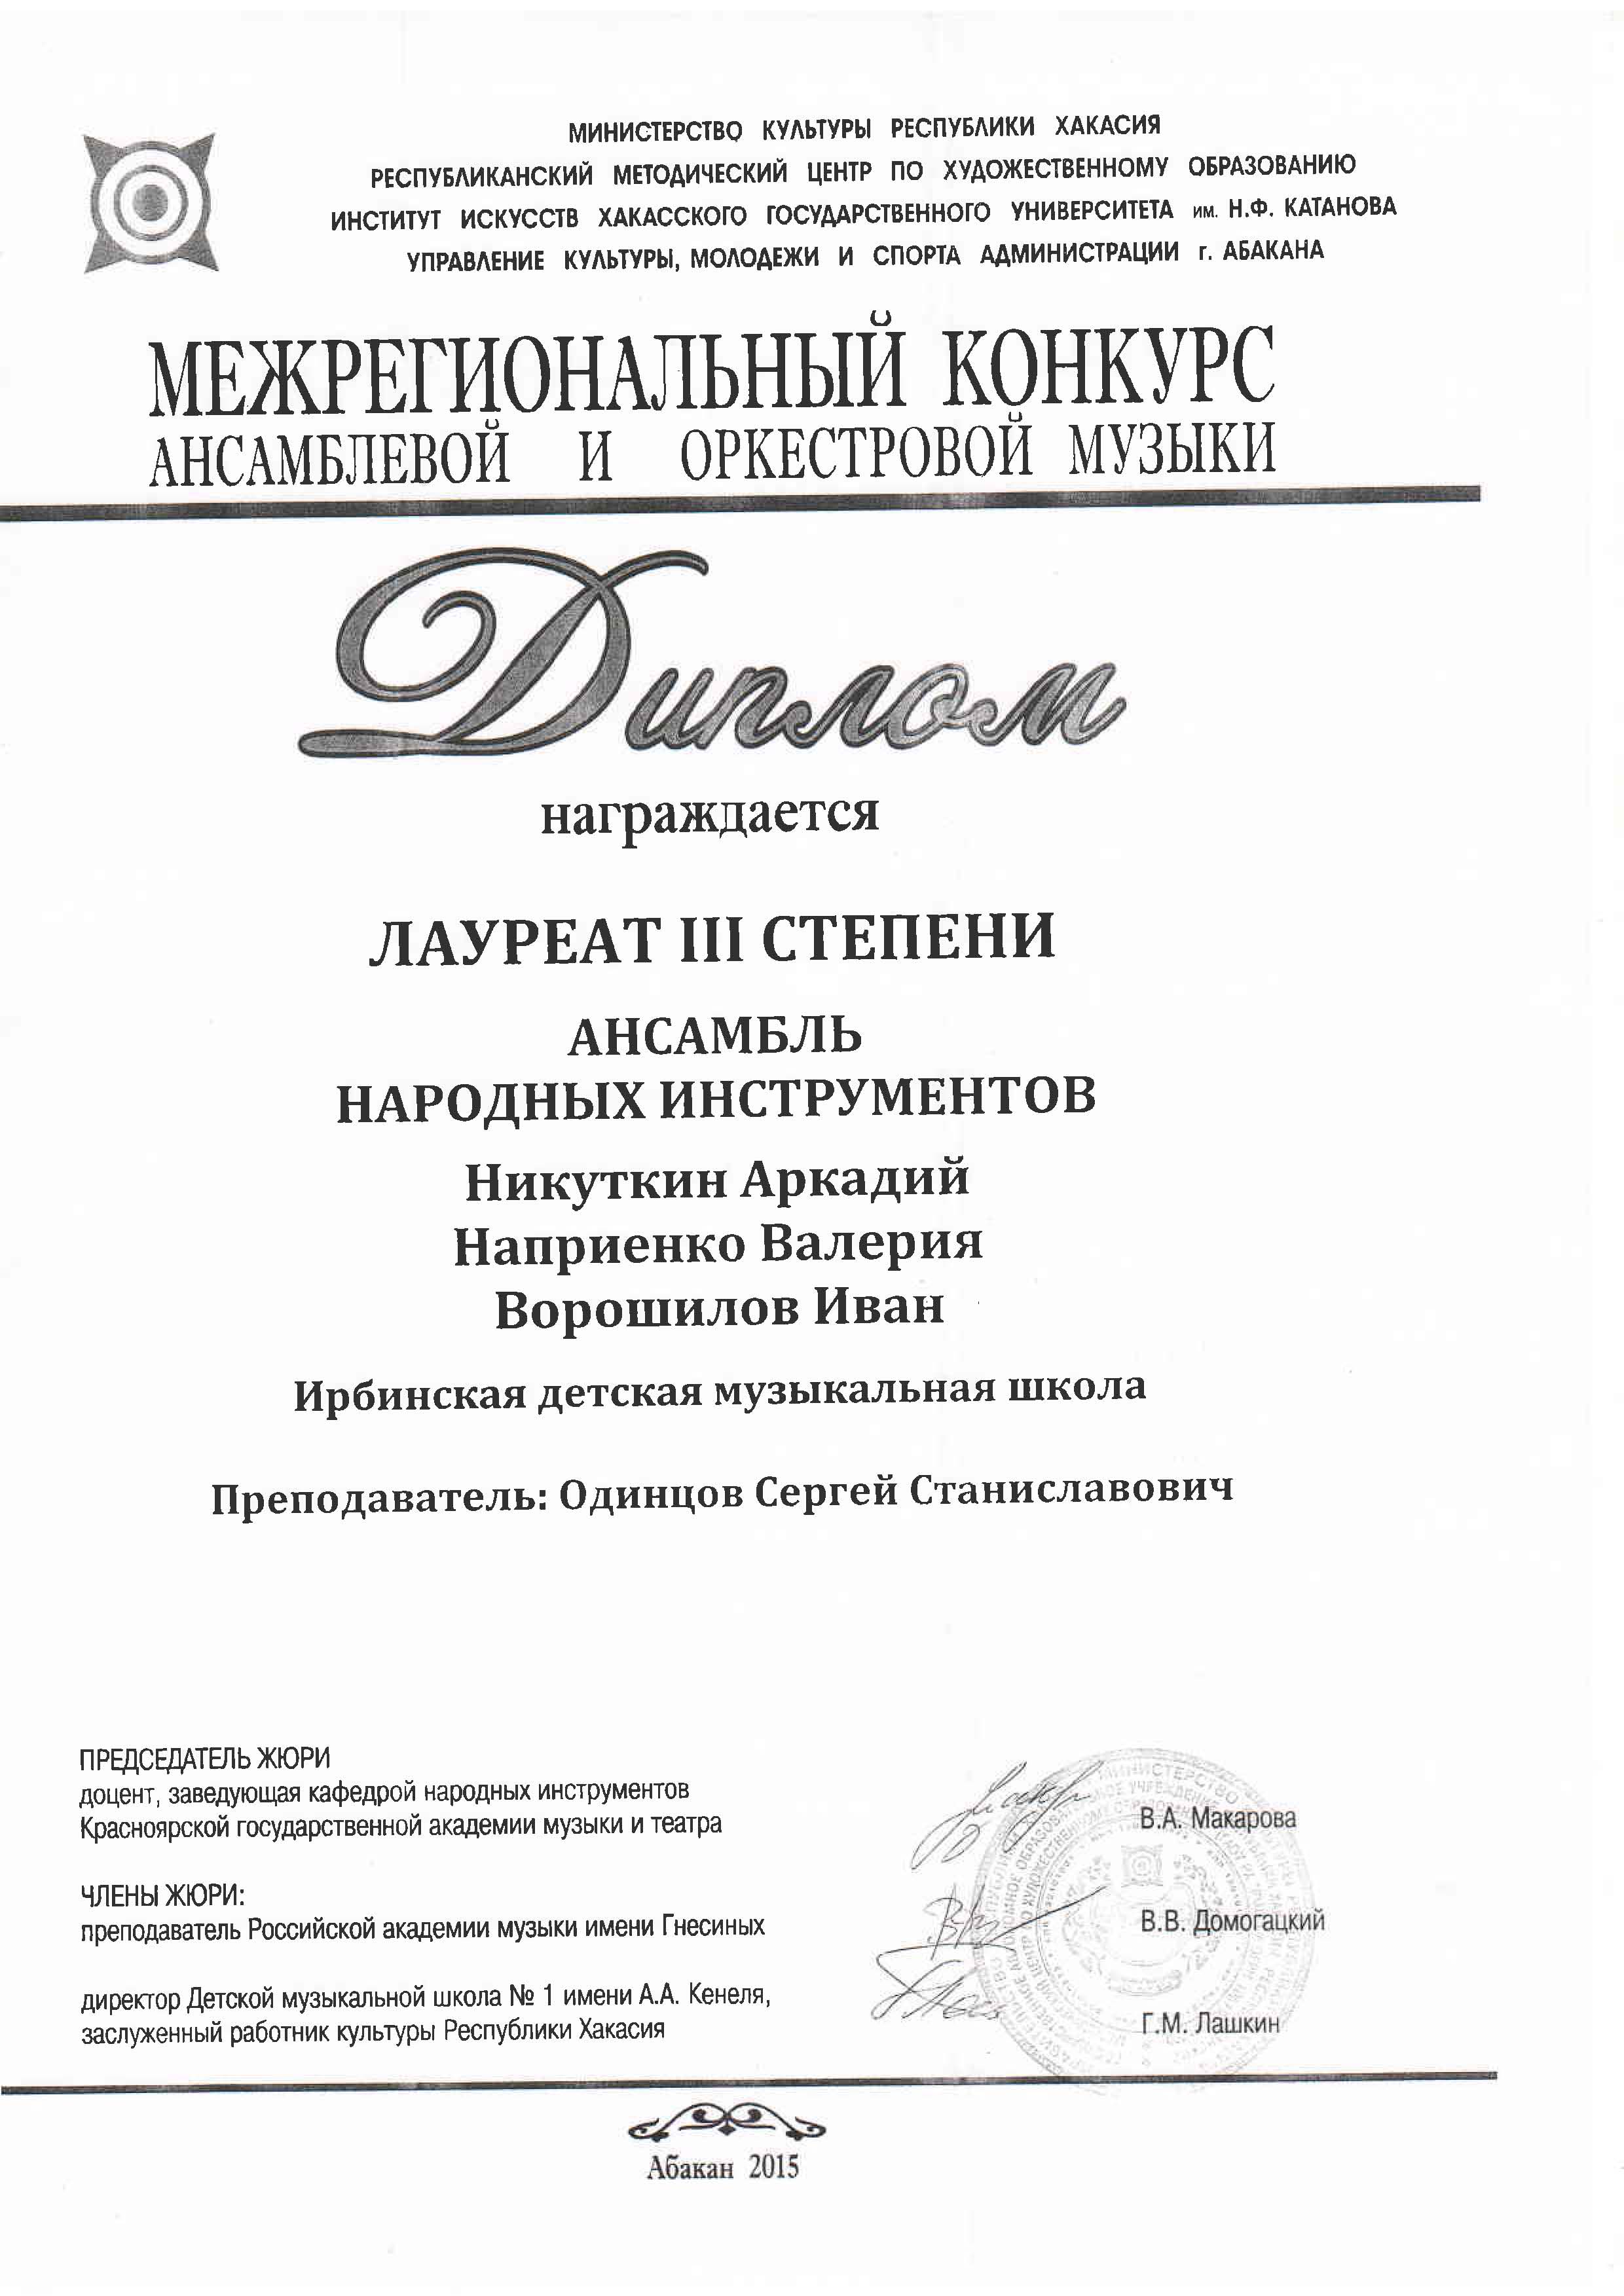 МИНИСТЕРСТВО КУЛЬТУРЫ РЕСПУБЛИКИ ХАКАСИЯ
РЕСПУБЛИКАНСКИЙ МЕТОДИЧЕСКИЙ ЦЕНТР ПО ХУДОЖЕСТВЕННОМУ ОБРАЗОВАНИЮ
ИНСТИТУТ ИСКУССТВ ХАКАССКОГО ГОСУДАРСТВЕННОГО УНИВЕРСИТЕТА им. Н.Ф. КАТАНОВА
УПРАВЛЕНИЕ КУЛЬТУРЫ, МОЛОДЕЖИ И СПОРТА АДМИНИСТРАЦИИ г. АБАКАНА
МЕЖРЕГИОНАЛЬНЫЙ КОНКУРС
АНСАМБЛЕВОЙ И ОРКЕСТРОВОЙ МУЗЫКИ
Диплом
награждается
ЛАУРЕАТ III СТЕПЕНИ
АНСАМБЛЬ
НАРОДНЫХ ИНСТРУМЕНТОВ
Никуткин Аркадий
Наприенко Валерия
Ворошилов Иван
Ирбинская детская музыкальная школа
Преподаватель: Одинцов Сергей Станиславович
ПРЕДСЕДАТЕЛЬ ЖЮРИ
доцент, заведующая кафедрой народных инструментов
Красноярской государственной академии музыки и театра
В.А. Макарова
ЧЛЕНЫ ЖЮРИ:
преподаватель Российской академии музыки имени Гнесиных
В.В. Домогацкий
директор Детской музыкальной школа № 1 имени А.А. Кенеля,
заслуженный работник культуры Республики Хакасия
Г.М. Лашкин
МИНИСТЕРСТВО
Абакан 2015